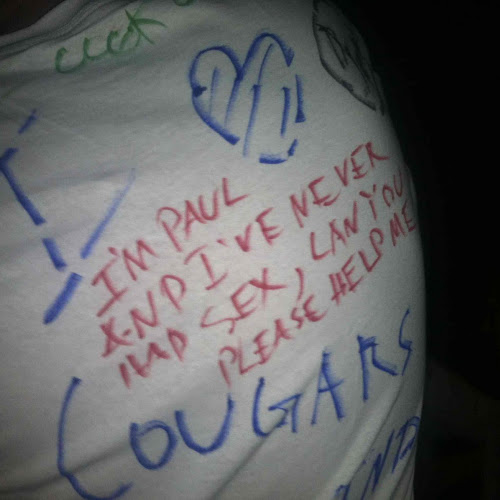 I'M PAUL
AND I'VE NEVER
HAD SEX, CAN YOU
PLEASE HELP ME
COUGARS